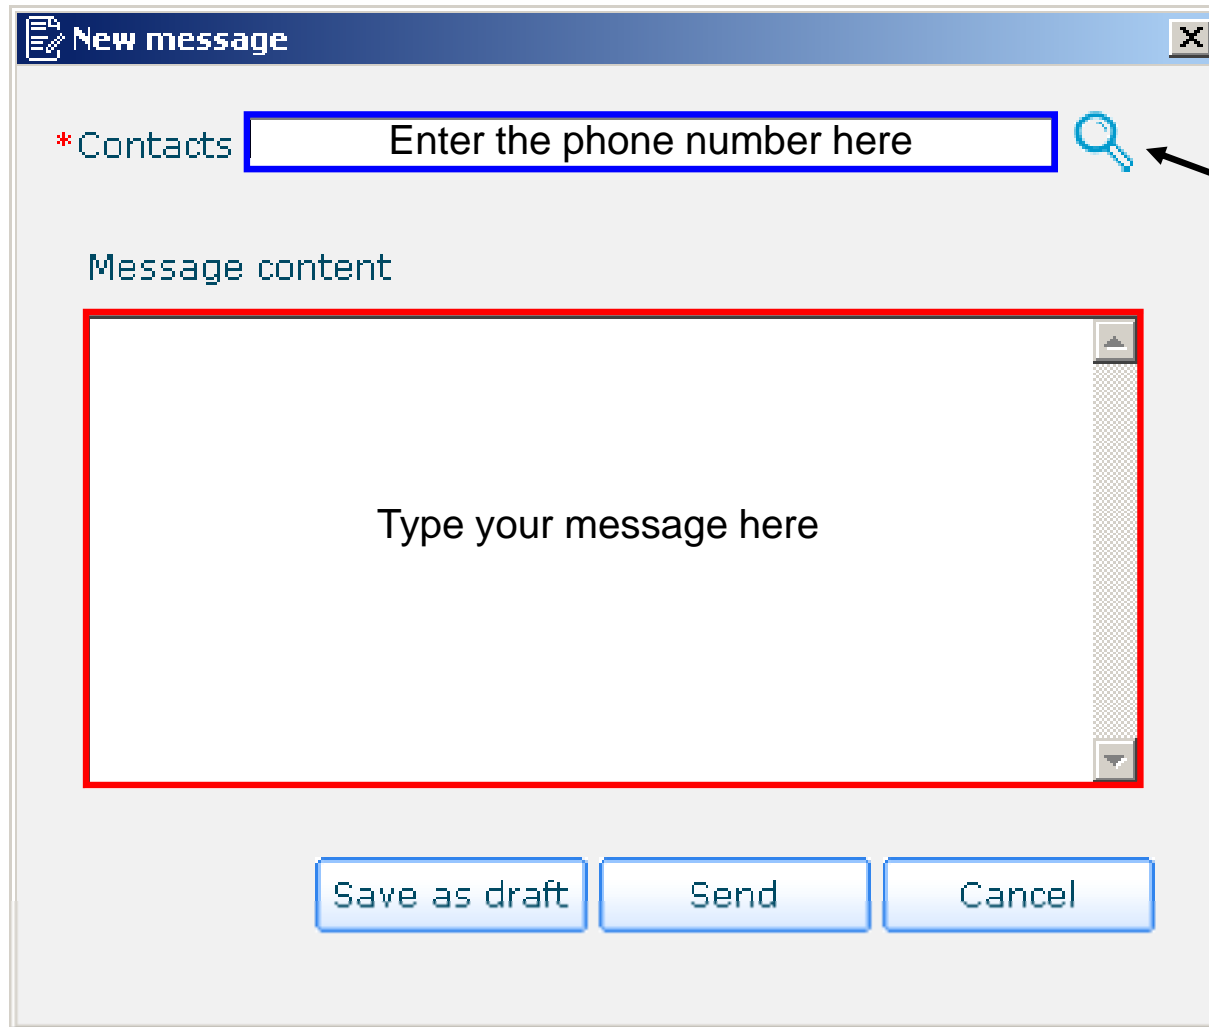 New message
*Contacts Enter the phone number here
Message content
Type your message here
Save as draft Send Cancel